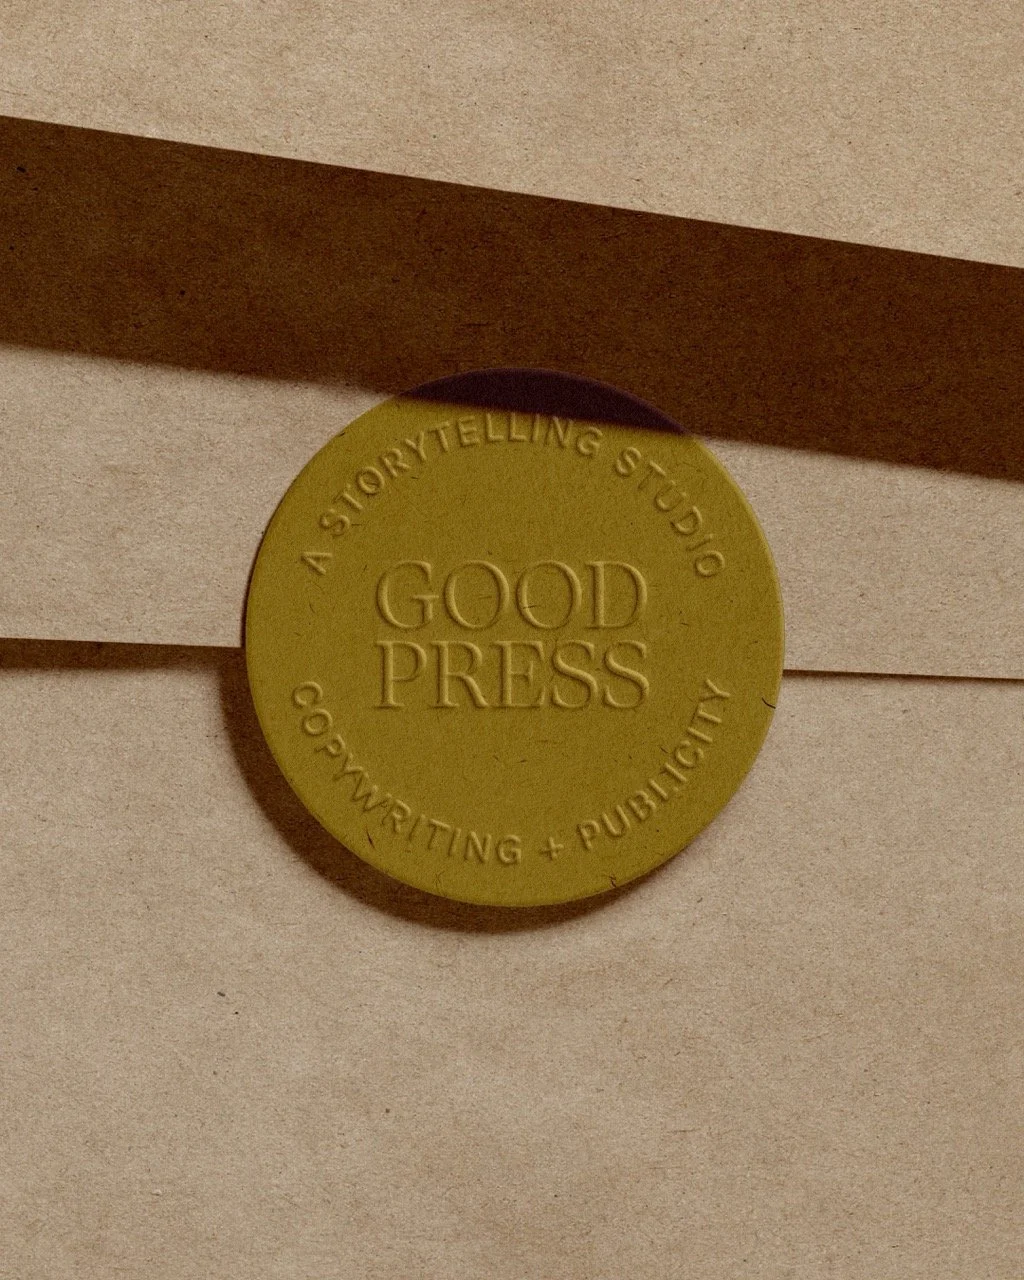 A STORYTELLING STUDIO
GOOD
PRESS
COPYWRITING + PUBLICITY